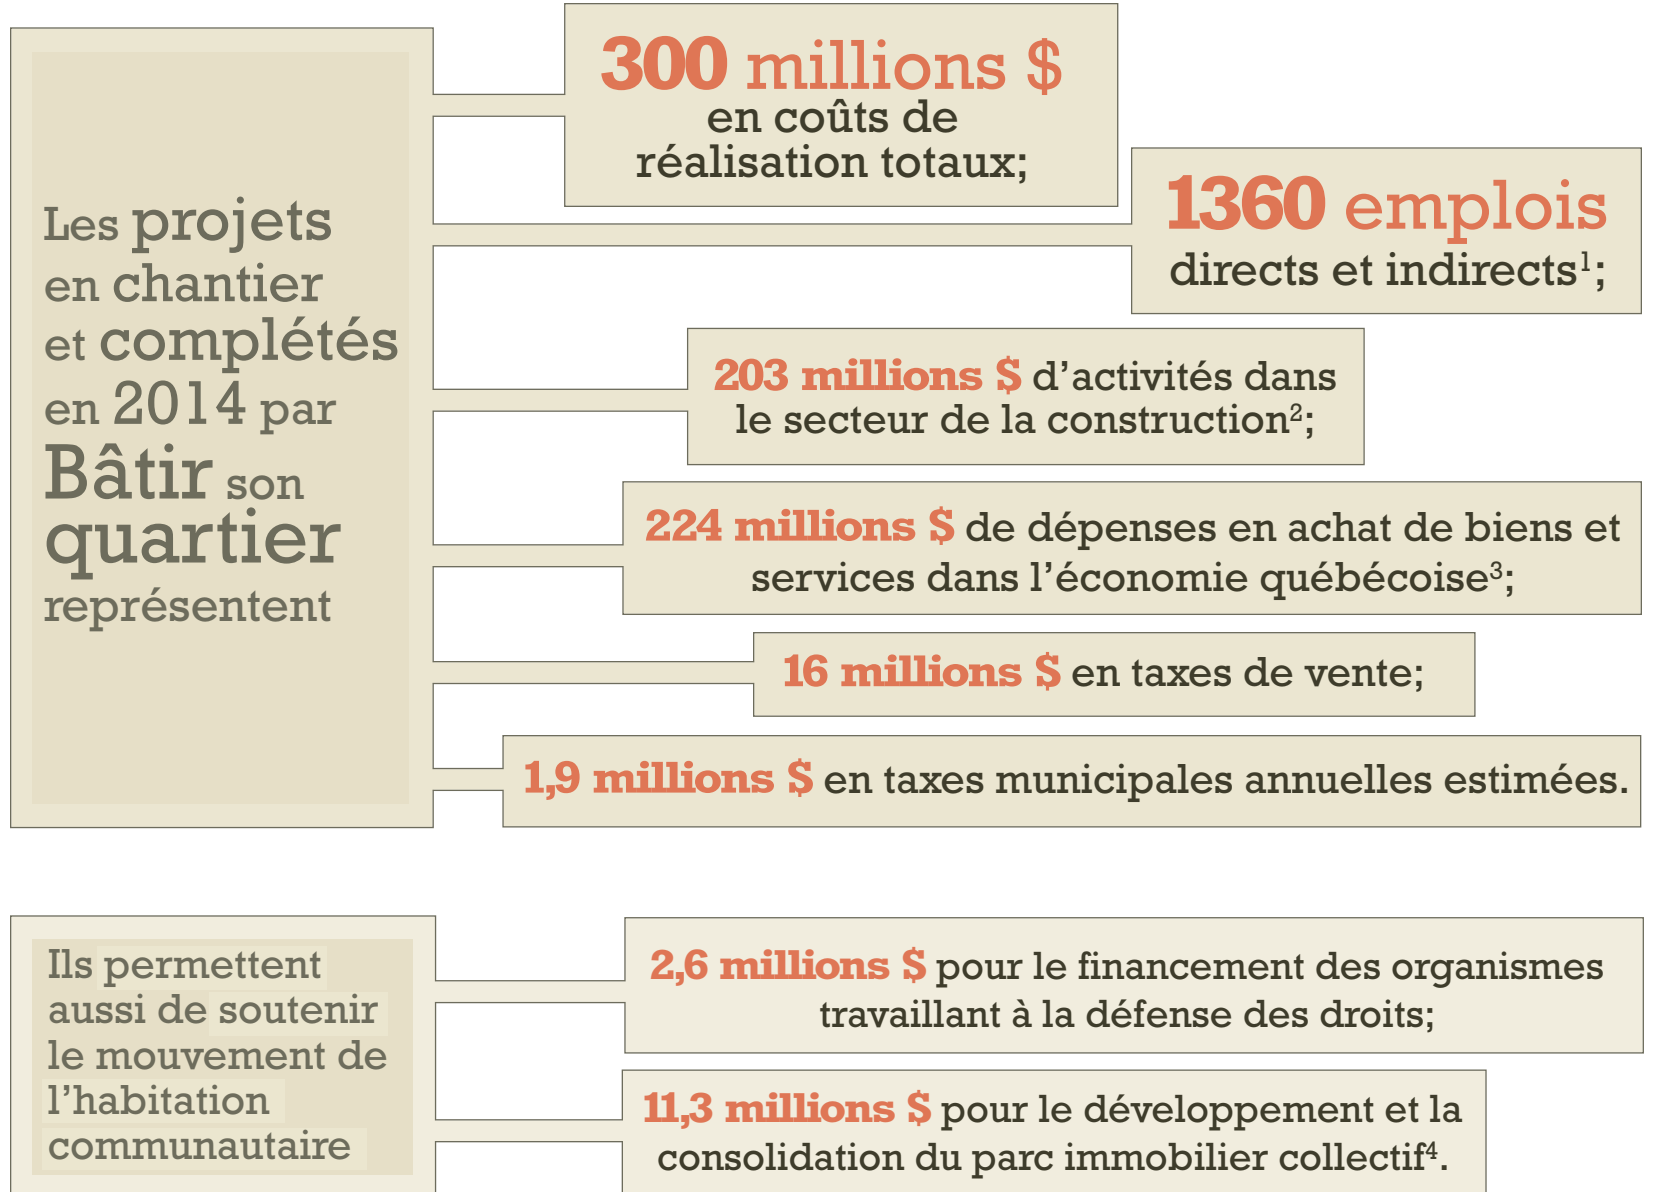 Les projets
en chantier
et complétés
en 2014 par
Bâtir son
quartier
représentent
300 millions $
en coûts de
réalisation totaux;
1360 emplois
directs et indirects¹;
203 millions $ d’activités dans
le secteur de la construction²;
224 millions $ de dépenses en achat de biens et
services dans l’économie québécoise³;
16 millions $ en taxes de vente;
1,9 millions $ en taxes municipales annuelles estimées.
Ils permettent
aussi de soutenir
le mouvement de
l’habitation
communautaire
2,6 millions $ pour le financement des organismes
travaillant à la défense des droits;
11,3 millions $ pour le développement et la
consolidation du parc immobilier collectif⁴.